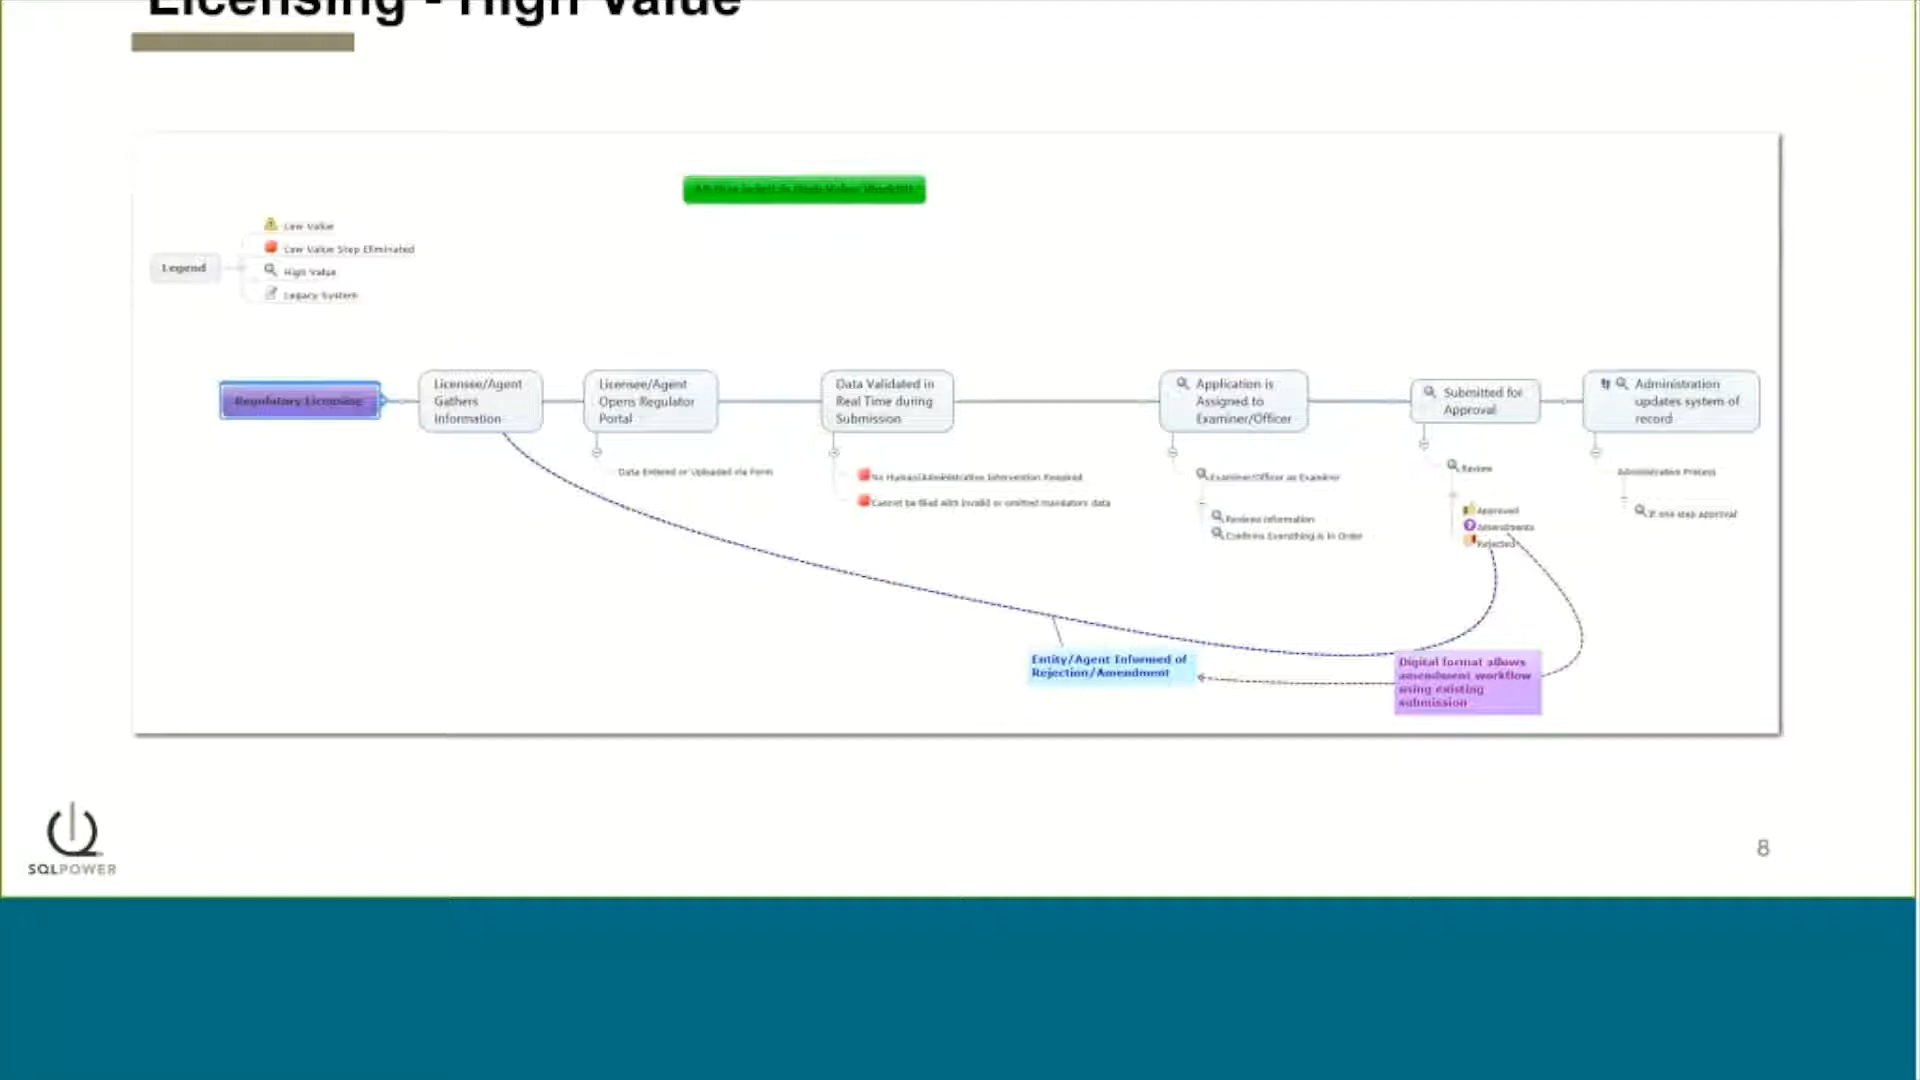 Licensing - High Value
Low Value
Low Value Step Eliminated
Legend
High Value
Legacy System
Regulatory Licensing
Licensee/Agent
Gathers
Information
Licensee/Agent
Opens Regulator
Portal
Data Entered or Uploaded via Form
Data Validated in
Real Time during
Submission
No Human/Administrative Intervention Required
Cannot be filed with invalid or omitted mandatory data
Application is
Assigned to
Examiner/Officer
Examiner/Officer as Examiner
Reviews Information
Confirms Everything is in Order
Submitted for
Approval
Review
Approved
Amendments
Rejected
Administration
updates system of
record
Administrative Process
If one step approval
Entity/Agent Informed of
Rejection/Amendment
Digital format allows
amendment workflow
using existing
submission
SQLPOWER
8